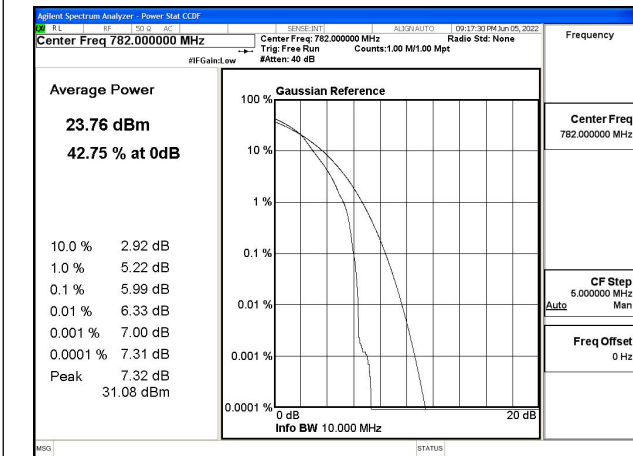 Agilent Spectrum Analyzer - Power Stat CCDF
RL RF 50 Ω AC SENSE:INT ALIGN AUTO 09:17:30 PM Jun 05, 2022
Center Freq 782.000000 MHz
Center Freq: 782.000000 MHz Radio Std: None
Trig: Free Run Counts:1.00 M/1.00 Mpt
#IFGain:Low #Atten: 40 dB
Frequency
Average Power
23.76 dBm
42.75 % at 0dB
10.0 % 2.92 dB
1.0 % 5.22 dB
0.1 % 5.99 dB
0.01 % 6.33 dB
0.001 % 7.00 dB
0.0001 % 7.31 dB
Peak 7.32 dB
31.08 dBm
Gaussian Reference
100 %
10 %
1 %
0.1 %
0.01 %
0.001 %
0.0001 %
0 dB 20 dB
Info BW 10.000 MHz
Center Freq
782.000000 MHz
CF Step
5.000000 MHz
Auto Man
Freq Offset
0 Hz
MSG STATUS